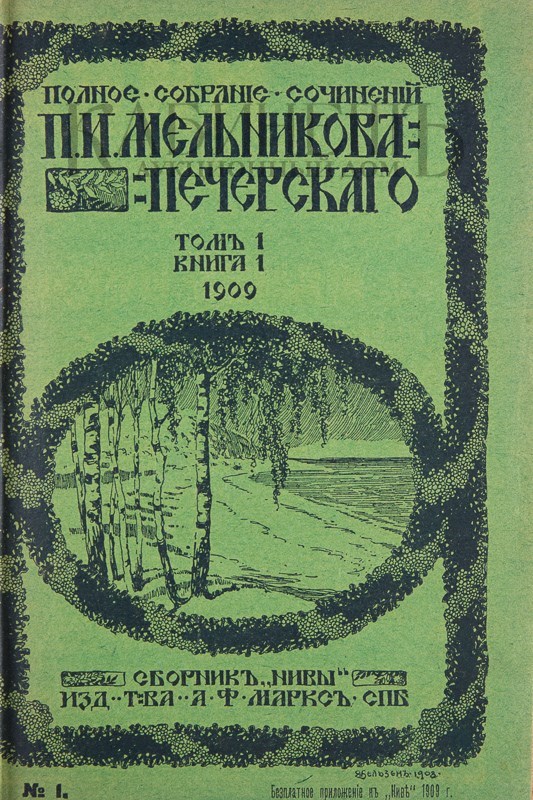 ПОЛНОЕ · СОБРАНІЕ · СОЧИНЕНІЙ
П. И. МЕЛЬНИКОВА=
=ПЕЧЕРСКАГО
ТОМЪ 1
КНИГА 1
1909
СБОРНИКЪ „НИВЫ“
ИЗД · · Т-ВА · · А · Ф · МАРКСЪ · СПБ
№ 1.
Безплатное приложеніе къ „Нивѣ“ 1909 г.